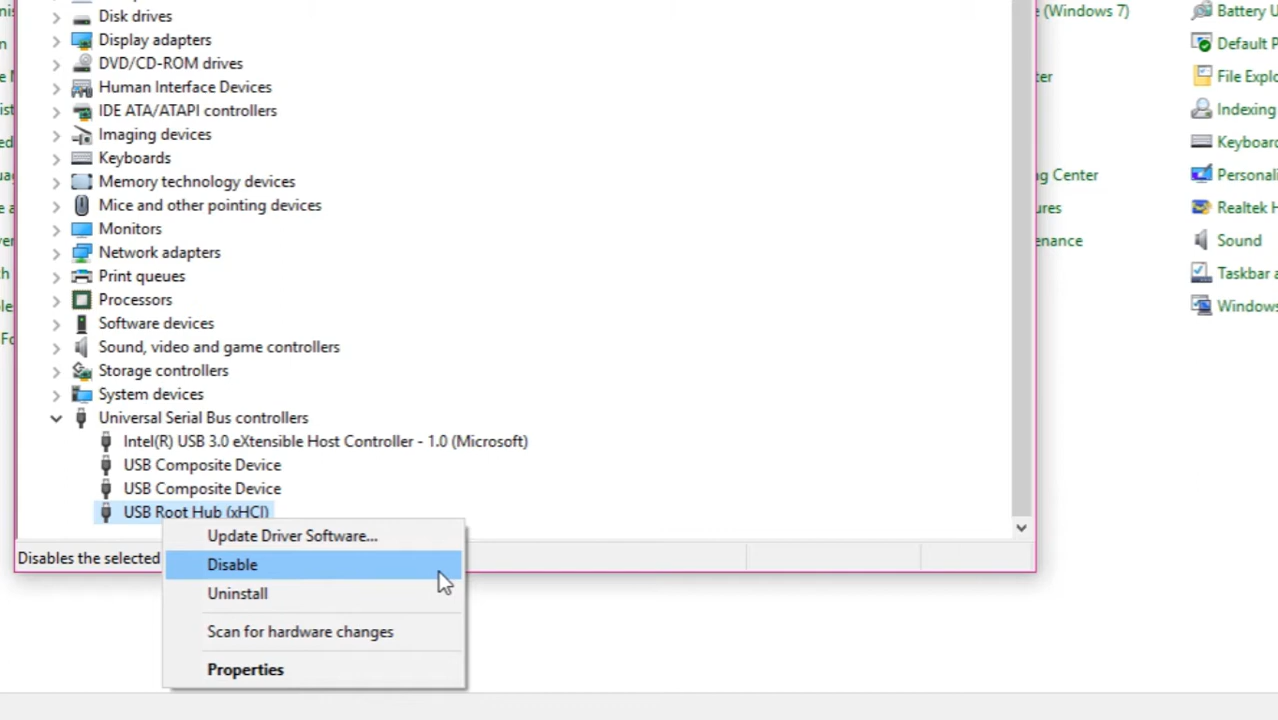 Disk drives
Display adapters
DVD/CD-ROM drives
Human Interface Devices
IDE ATA/ATAPI controllers
Imaging devices
Keyboards
Memory technology devices
Mice and other pointing devices
Monitors
Network adapters
Print queues
Processors
Software devices
Sound, video and game controllers
Storage controllers
System devices
Universal Serial Bus controllers
Intel(R) USB 3.0 eXtensible Host Controller - 1.0 (Microsoft)
USB Composite Device
USB Composite Device
USB Root Hub (xHCI)
Update Driver Software...
Disables the selected
Disable
Uninstall
Scan for hardware changes
Properties
(Windows 7)
g Center
Battery U
Default P
File Explo
Indexing
Keyboard
Personali
Realtek H
Sound
Taskbar a
Windows